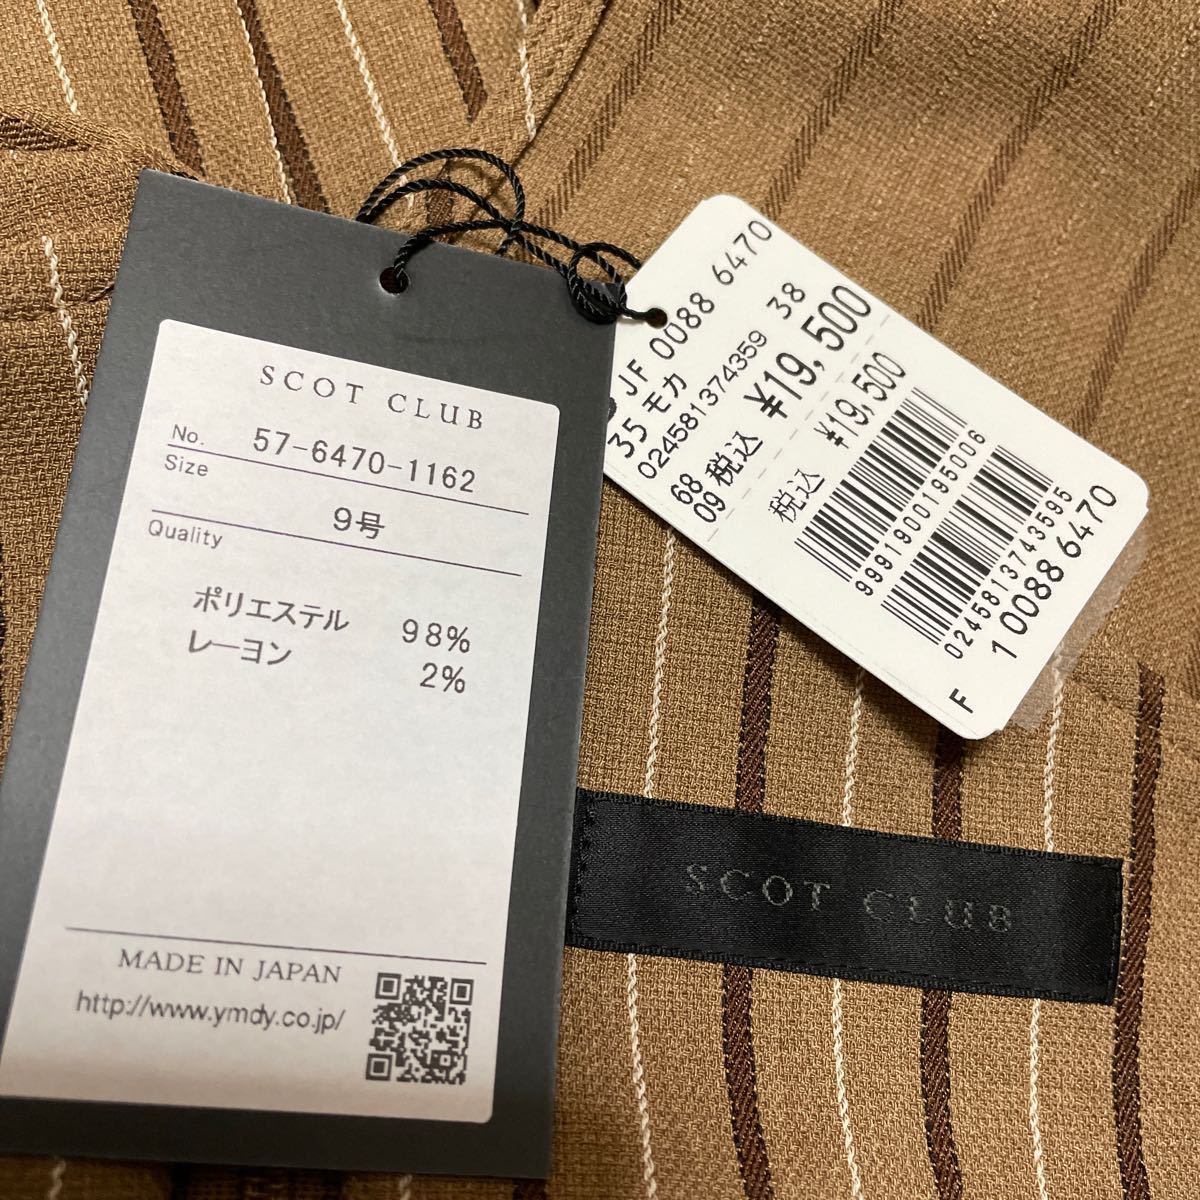 SCOT CLUB
No. 57-6470-1162
Size
9号
Quality
ポリエステル 98%
レーヨン 2%
MADE IN JAPAN
http://www.ymdy.co.jp/
JF 0088 6470
35 モカ
024581374359 38
68
09 税込 ¥19,500
税込 ¥19,500
9991900195006
0245813743595
1 0088 6470
F
SCOT CLUB